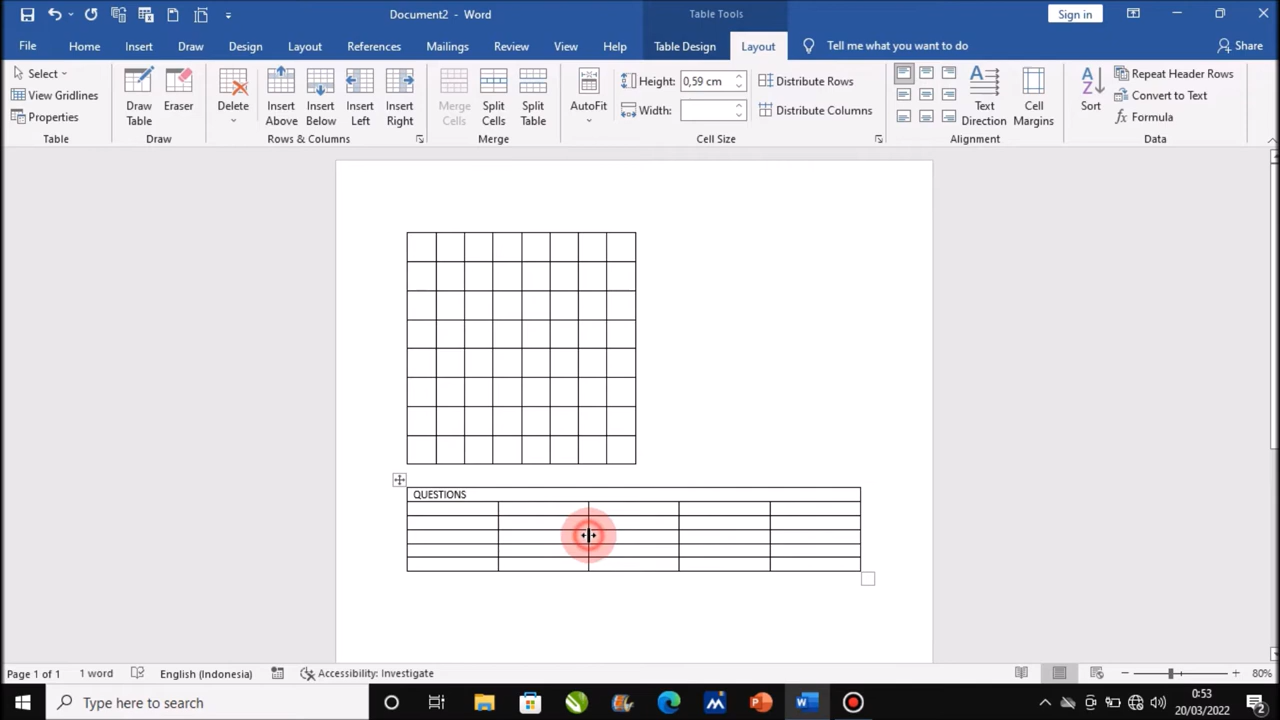 Document2 - Word
Table Tools
Sign in
File
Home
Insert
Draw
Design
Layout
References
Mailings
Review
View
Help
Table Design
Layout
Tell me what you want to do
Share
Select
View Gridlines
Properties
Table
Draw Table
Eraser
Draw
Delete
Insert Above
Insert Below
Insert Left
Insert Right
Rows & Columns
Merge Cells
Split Cells
Split Table
Merge
AutoFit
Height: 0,59 cm
Width:
Distribute Rows
Distribute Columns
Cell Size
Text Direction
Cell Margins
Alignment
Sort
Repeat Header Rows
Convert to Text
Formula
Data
QUESTIONS
Page 1 of 1
1 word
English (Indonesia)
Accessibility: Investigate
80%
Type here to search
0:53
20/03/2022
2